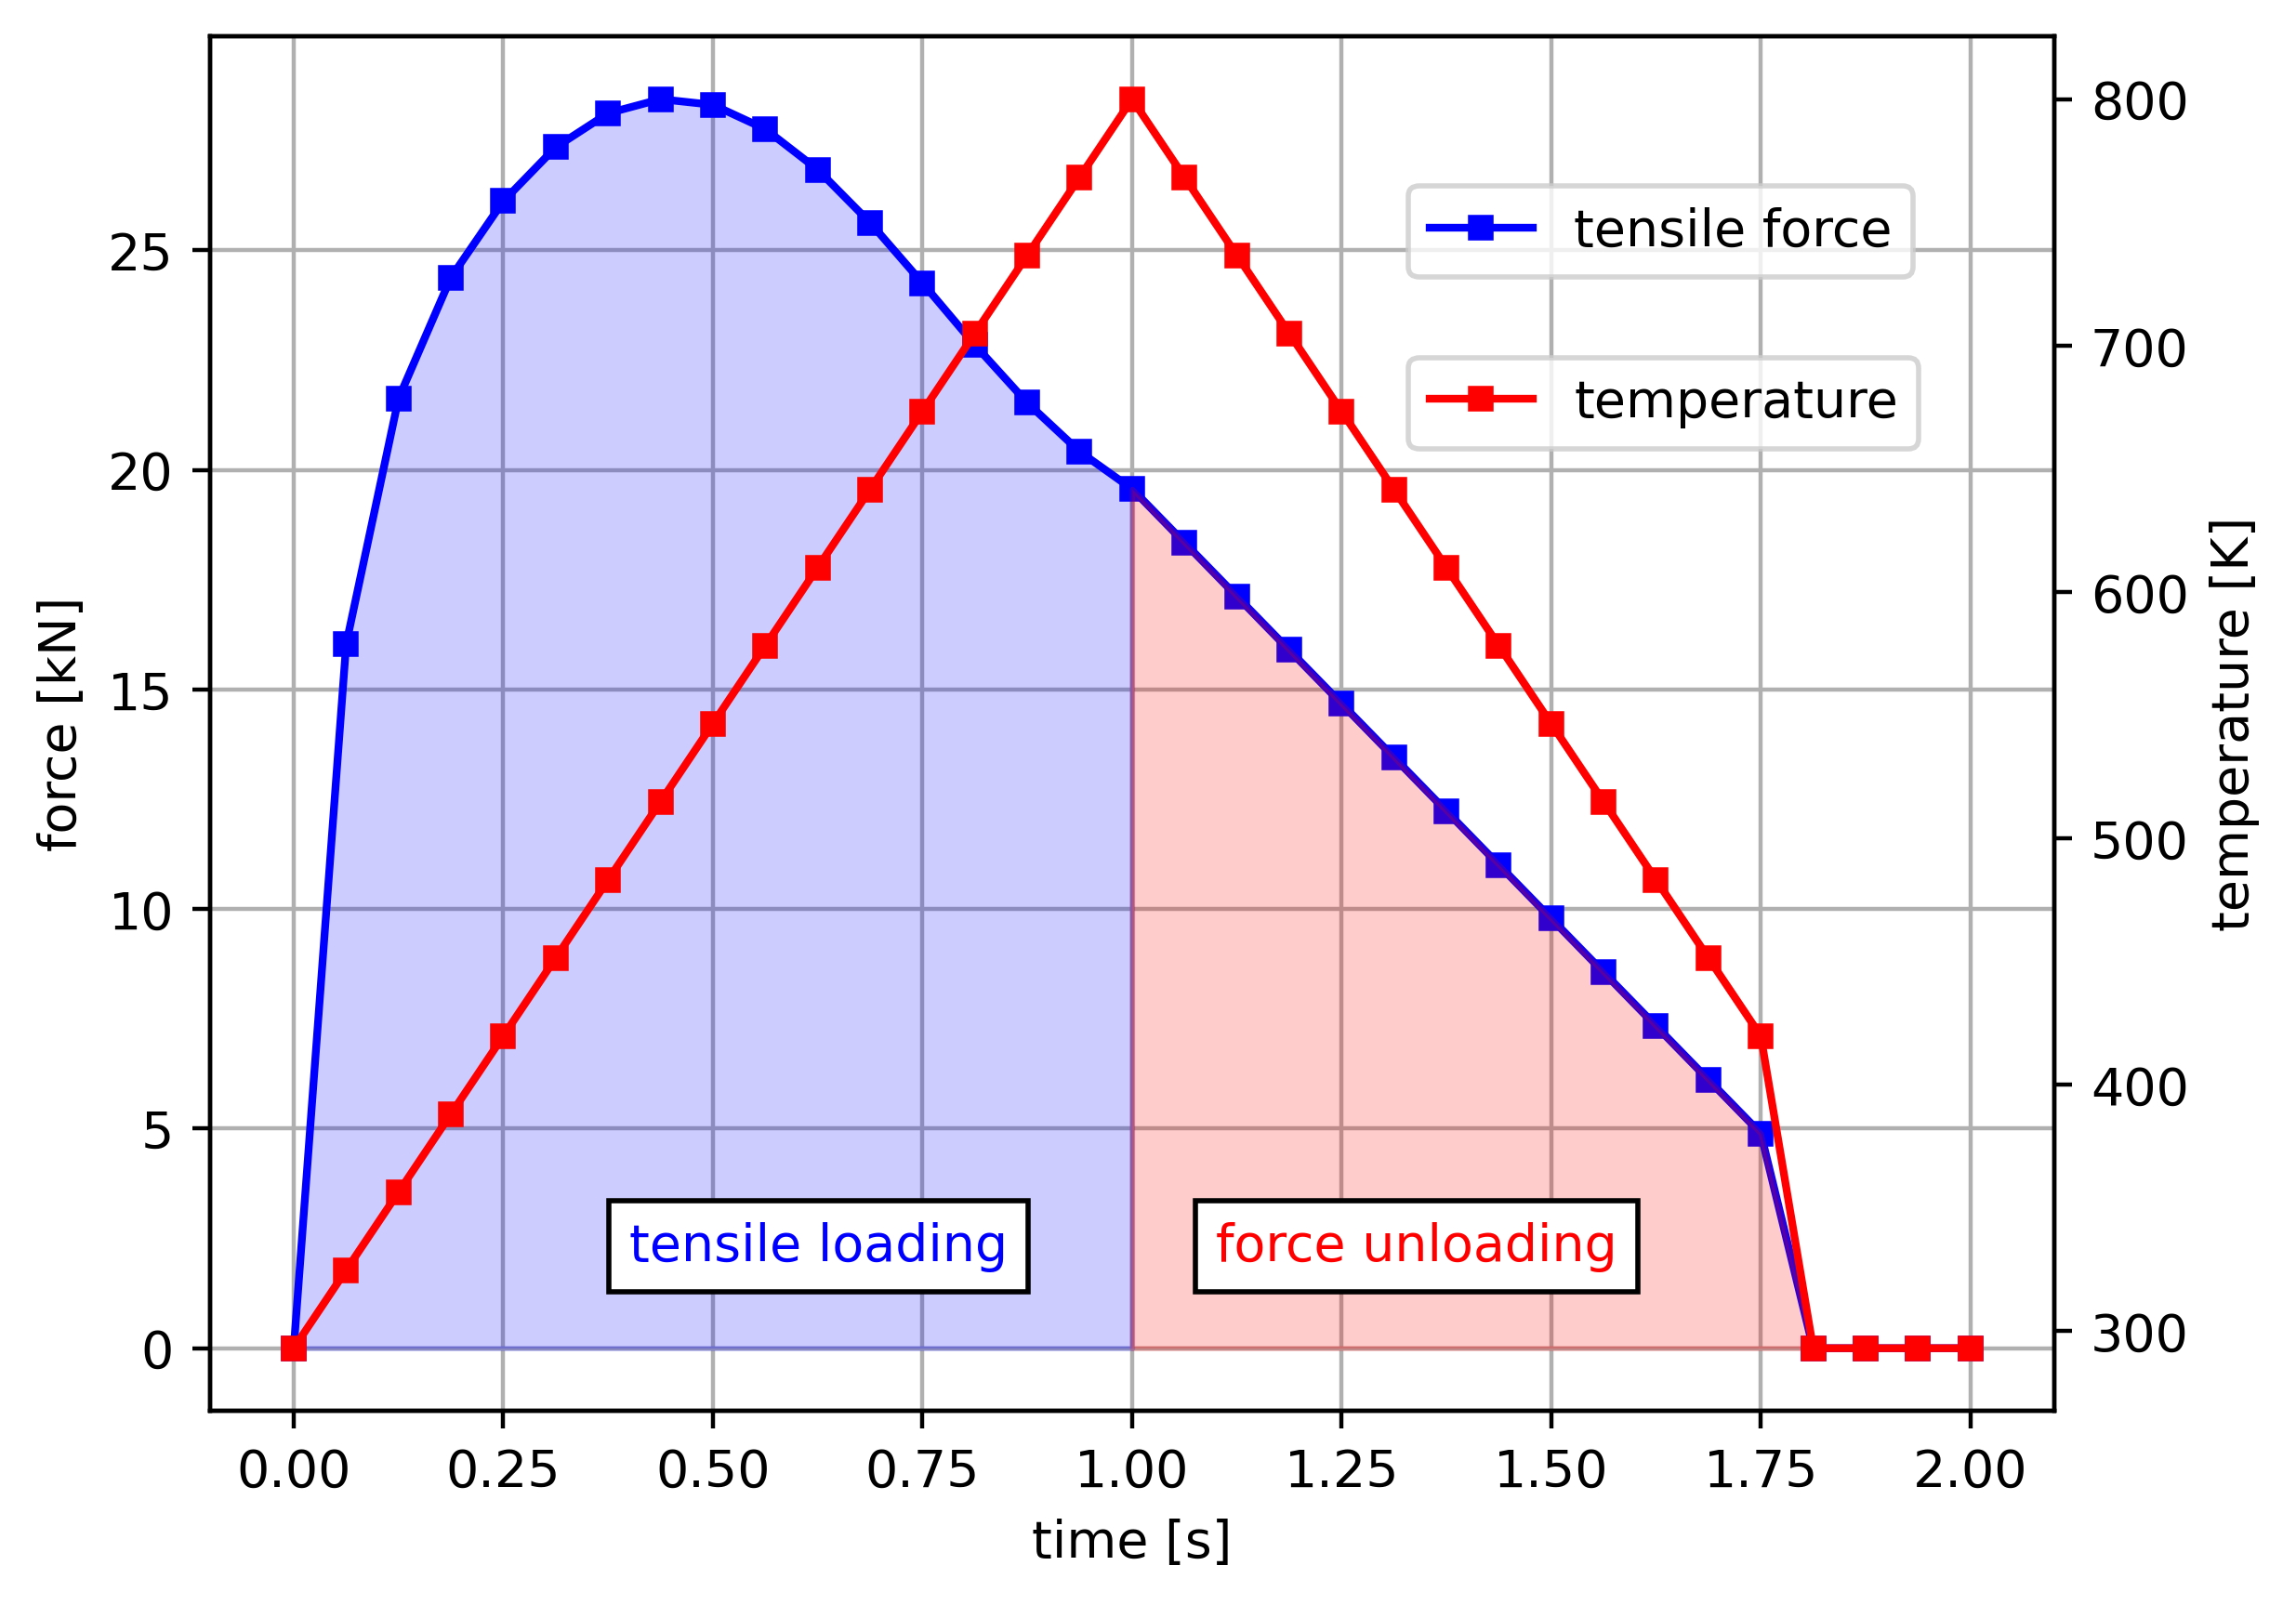 tensile force
temperature
25
20
15
10
5
0
force [kN]
800
700
600
500
400
300
temperature [K]
tensile loading
force unloading
0.00 0.25 0.50 0.75 1.00 1.25 1.50 1.75 2.00
time [s]